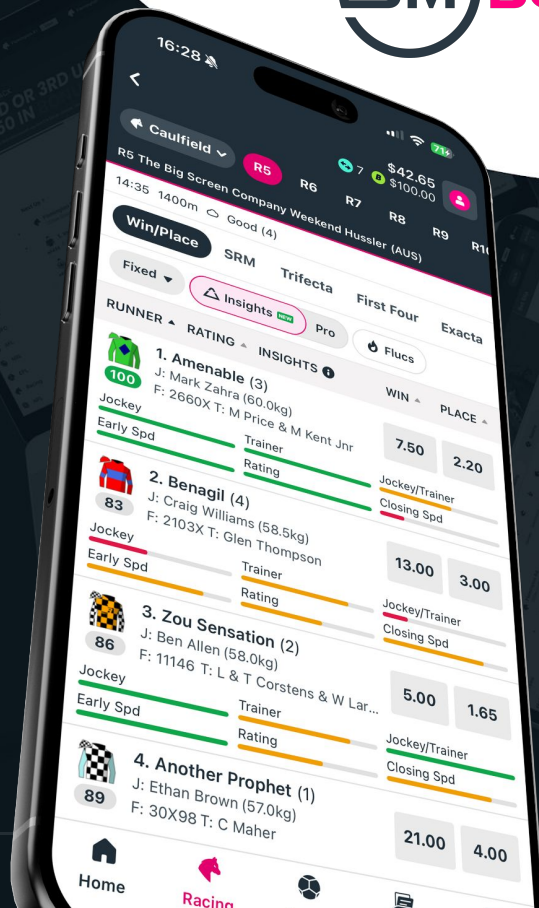 BM
16:28
71+
Caulfield
7
$42.65
$100.00
R5
R6
R7
R8
R9
R5 The Big Screen Company Weekend Hussler (AUS)
14:35 1400m Good (4)
Win/Place
SRM
Trifecta
First Four
Exacta
Fixed
Insights NEW
Pro
Flucs
RUNNER
RATING
INSIGHTS
WIN
PLACE
1. Amenable (3)
J: Mark Zahra (60.0kg)
F: 2660X T: M Price & M Kent Jnr
100
7.50
2.20
Jockey
Trainer
Jockey/Trainer
Early Spd
Rating
Closing Spd
2. Benagil (4)
J: Craig Williams (58.5kg)
F: 2103X T: Glen Thompson
83
13.00
3.00
Jockey
Trainer
Jockey/Trainer
Early Spd
Rating
Closing Spd
3. Zou Sensation (2)
J: Ben Allen (58.0kg)
F: 11146 T: L & T Corstens & W Lar...
86
5.00
1.65
Jockey
Trainer
Jockey/Trainer
Early Spd
Rating
Closing Spd
4. Another Prophet (1)
J: Ethan Brown (57.0kg)
F: 30X98 T: C Maher
89
21.00
4.00
Home
Racing